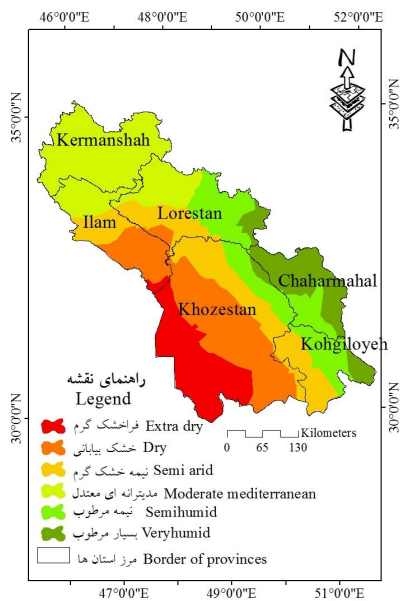 46°0'0"N 48°0'0"N 50°0'0"N 52°0'0"N
N
35°0'0"N 35°0'0"N
Kermanshah
Ilam
Lorestan
Chaharmahal
Khozestan
Kohgiloyeh
30°0'0"N 30°0'0"N
راهنمای نقشه
Legend
فراخشک گرم Extra dry
خشک بیابانی Dry
نیمه خشک گرم Semi arid
مدیترانه ای معتدل Moderate mediterranean
نیمه مرطوب Semihumid
بسیار مرطوب Veryhumid
مرز استان ها Border of provinces
Kilometers
0 65 130
47°0'0"N 49°0'0"N 51°0'0"N